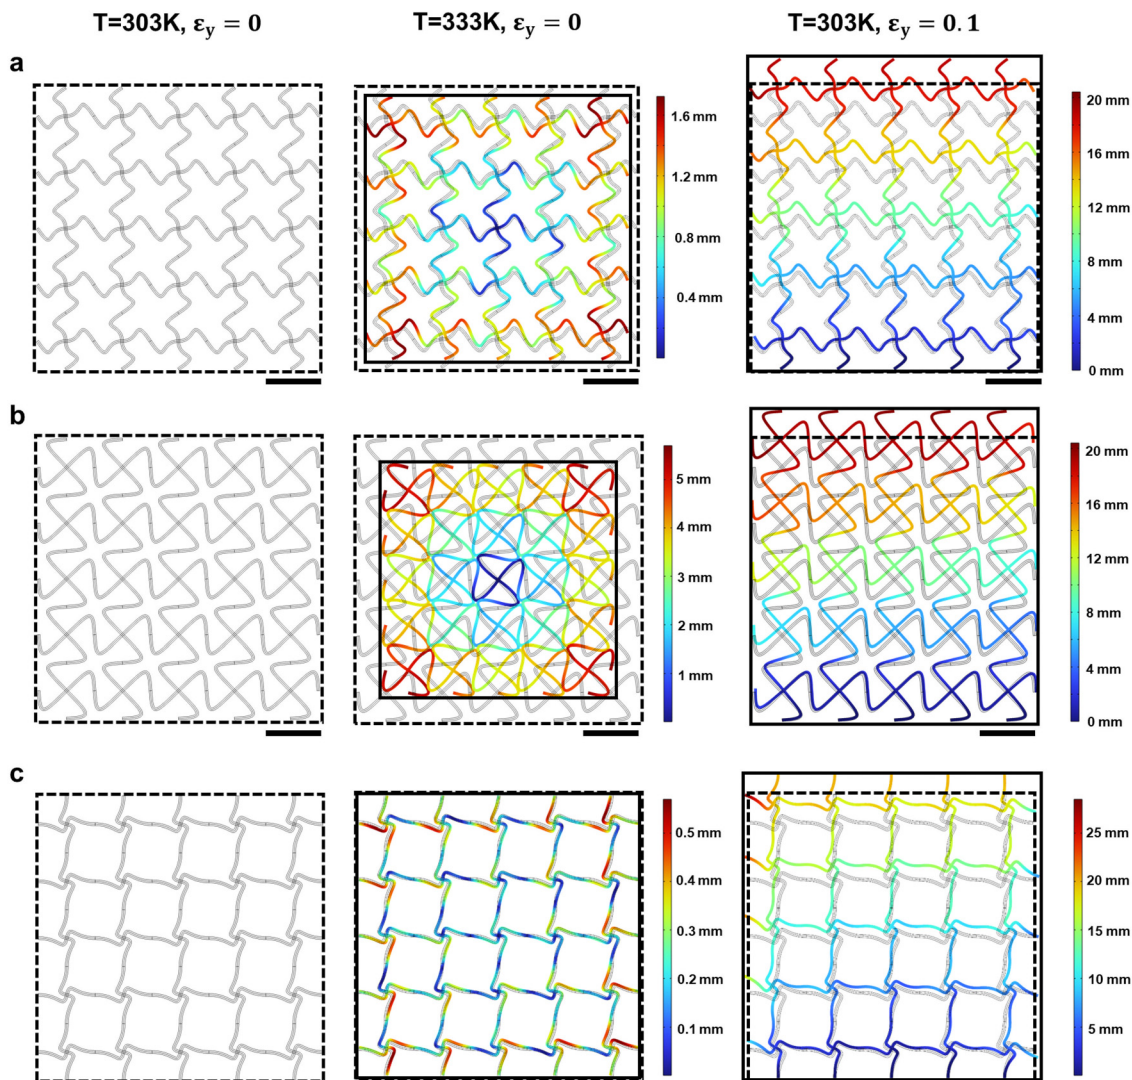 T=303K, ε_y = 0
T=333K, ε_y = 0
T=303K, ε_y = 0.1
a
1.6 mm
1.2 mm
0.8 mm
0.4 mm
20 mm
16 mm
12 mm
8 mm
4 mm
0 mm
b
5 mm
4 mm
3 mm
2 mm
1 mm
20 mm
16 mm
12 mm
8 mm
4 mm
0 mm
c
0.5 mm
0.4 mm
0.3 mm
0.2 mm
0.1 mm
25 mm
20 mm
15 mm
10 mm
5 mm